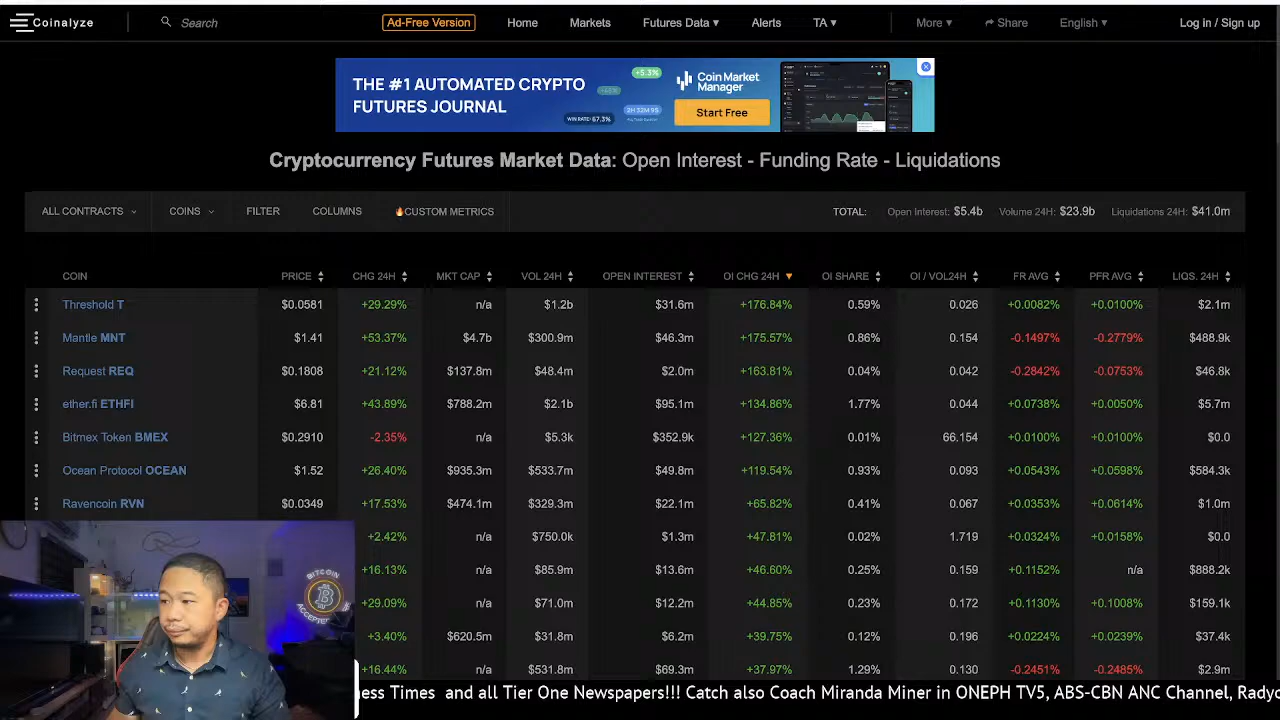 Coinalyze Search Ad-Free Version Home Markets Futures Data ▾ Alerts TA ▾ More ▾ Share English ▾ Log in / Sign up
THE #1 AUTOMATED CRYPTO
FUTURES JOURNAL
+5.3%
WIN RATE: 67.3%
Coin Market
Manager
Start Free
Cryptocurrency Futures Market Data: Open Interest - Funding Rate - Liquidations
ALL CONTRACTS COINS FILTER COLUMNS 🔥CUSTOM METRICS TOTAL: Open Interest: $5.4b Volume 24H: $23.9b Liquidations 24H: $41.0m
COIN PRICE CHG 24H MKT CAP VOL 24H OPEN INTEREST OI CHG 24H OI SHARE OI / VOL24H FR AVG PFR AVG LIQS. 24H
Threshold T $0.0581 +29.29% n/a $1.2b $31.6m +176.84% 0.59% 0.026 +0.0082% +0.0100% $2.1m
Mantle MNT $1.41 +53.37% $4.7b $300.9m $46.3m +175.57% 0.86% 0.154 -0.1497% -0.2779% $488.9k
Request REQ $0.1808 +21.12% $137.8m $48.4m $2.0m +163.81% 0.04% 0.042 -0.2842% -0.0753% $46.8k
ether.fi ETHFI $6.81 +43.89% $788.2m $2.1b $95.1m +134.86% 1.77% 0.044 +0.0738% +0.0050% $5.7m
Bitmex Token BMEX $0.2910 -2.35% n/a $5.3k $352.9k +127.36% 0.01% 66.154 +0.0100% +0.0100% $0.0
Ocean Protocol OCEAN $1.52 +26.40% $935.3m $533.7m $49.8m +119.54% 0.93% 0.093 +0.0543% +0.0598% $584.3k
Ravencoin RVN $0.0349 +17.53% $474.1m $329.3m $22.1m +65.82% 0.41% 0.067 +0.0353% +0.0614% $1.0m
+2.42% n/a $750.0k $1.3m +47.81% 0.02% 1.719 +0.0324% +0.0158% $0.0
+16.13% n/a $85.9m $13.6m +46.60% 0.25% 0.159 +0.1152% n/a $888.2k
+29.09% n/a $71.0m $12.2m +44.85% 0.23% 0.172 +0.1130% +0.1008% $159.1k
+3.40% $620.5m $31.8m $6.2m +39.75% 0.12% 0.196 +0.0224% +0.0239% $37.4k
+16.44% n/a $531.8m $69.3m +37.97% 1.29% 0.130 -0.2451% -0.2485% $2.9m
BITCOIN
ACCEPTED
ess Times and all Tier One Newspapers!!! Catch also Coach Miranda Miner in ONEPH TV5, ABS-CBN ANC Channel, Radyo